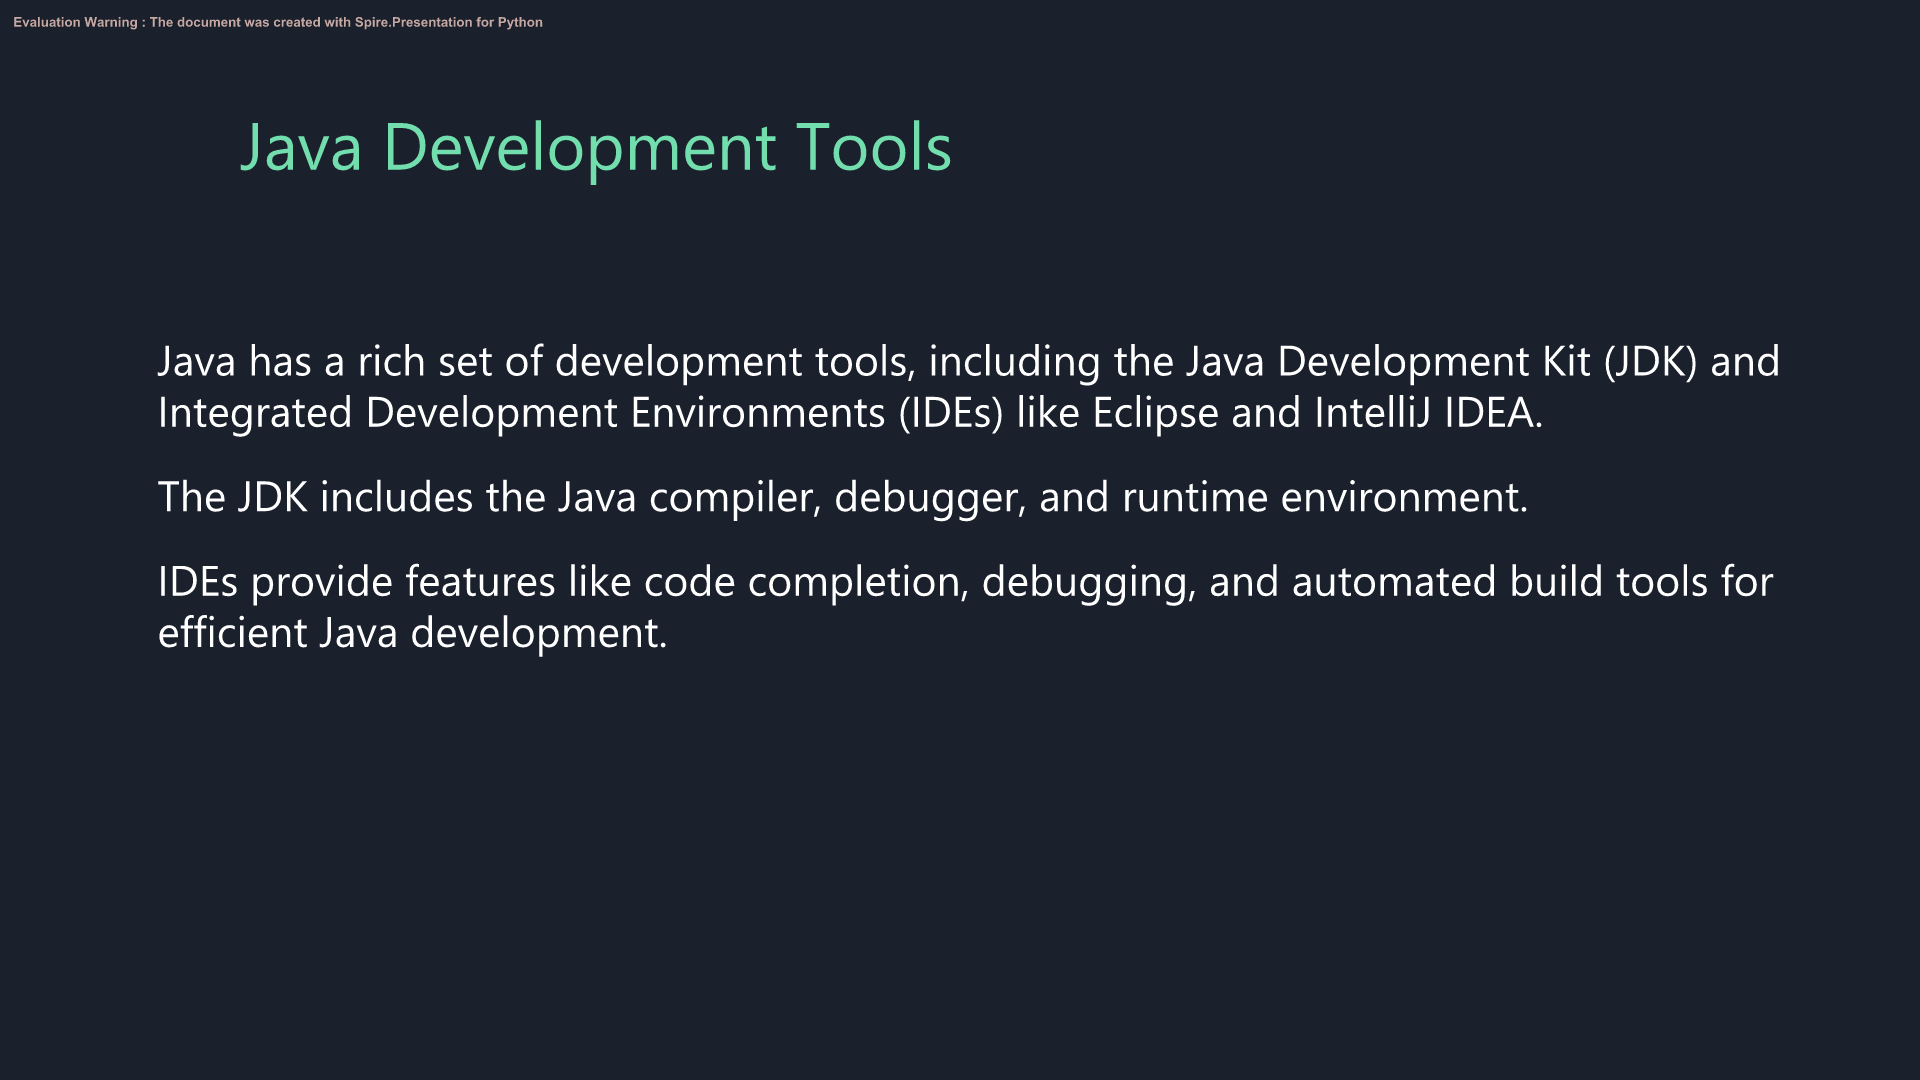 Evaluation Warning : The document was created with Spire.Presentation for Python
Java Development Tools
Java has a rich set of development tools, including the Java Development Kit (JDK) and
Integrated Development Environments (IDEs) like Eclipse and IntelliJ IDEA.
The JDK includes the Java compiler, debugger, and runtime environment.
IDEs provide features like code completion, debugging, and automated build tools for
efficient Java development.